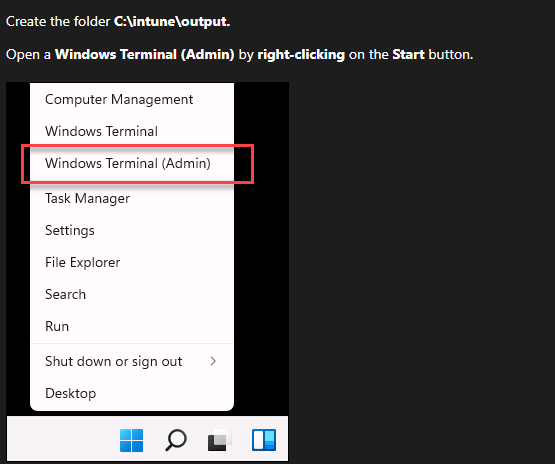 Create the folder C:\intune\output.
Open a Windows Terminal (Admin) by right-clicking on the Start button.
Computer Management
Windows Terminal
Windows Terminal (Admin)
Task Manager
Settings
File Explorer
Search
Run
Shut down or sign out
Desktop